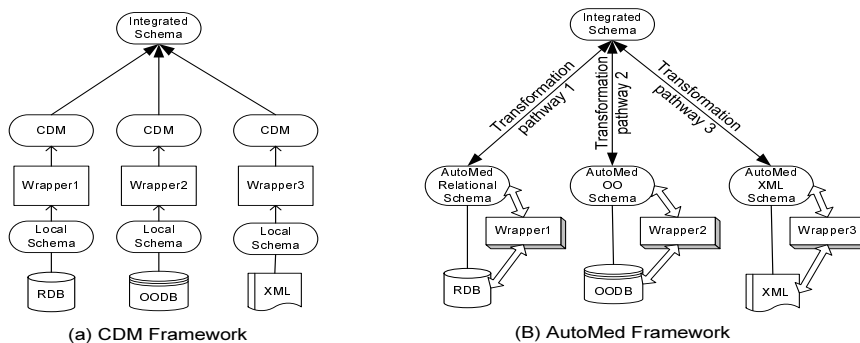 Integrated
Schema
CDM
CDM
CDM
Wrapper1
Wrapper2
Wrapper3
Local
Schema
Local
Schema
Local
Schema
RDB
OODB
XML
(a) CDM Framework
Integrated
Schema
Transformation
pathway 1
Transformation
pathway 2
Transformation
pathway 3
AutoMed
Relational
Schema
AutoMed
OO
Schema
AutoMed
XML
Schema
Wrapper1
Wrapper2
Wrapper3
RDB
OODB
XML
(B) AutoMed Framework